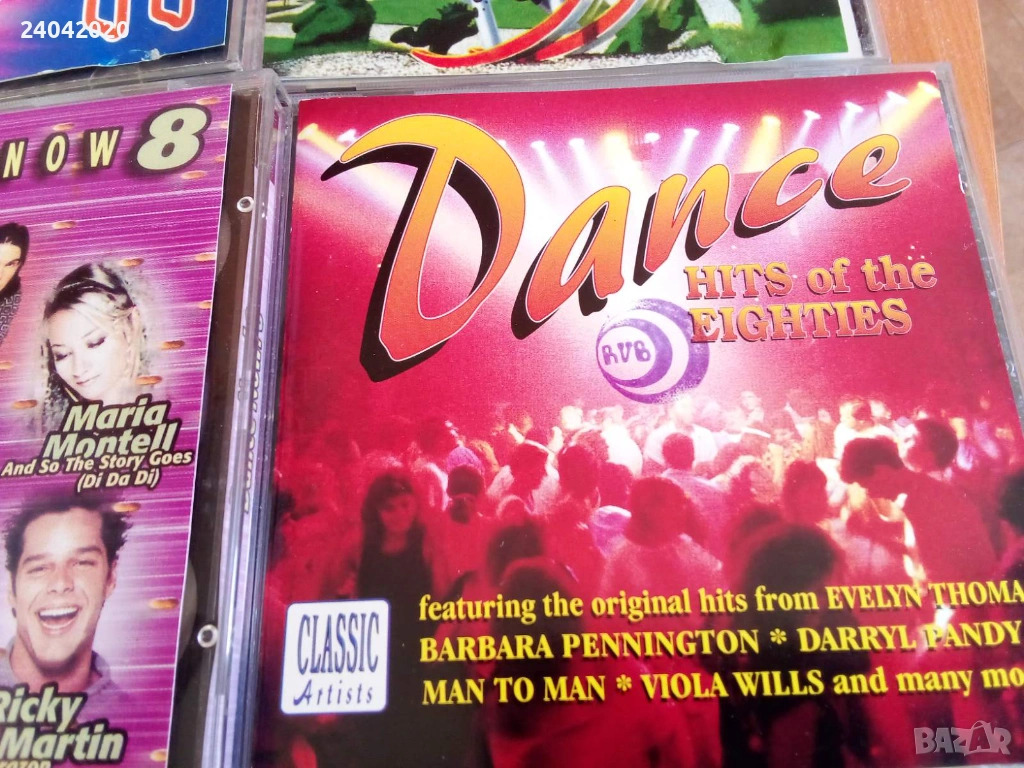 24042020
NOW 8
Maria
Montell
And So The Story Goes
(Di Da Di)
Ricky
Martin
Dance
HITS of the
EIGHTIES
RVB
CLASSIC
Artists
featuring the original hits from EVELYN THOMA
BARBARA PENNINGTON * DARRYL PANDY
MAN TO MAN * VIOLA WILLS and many mo
BAZAR